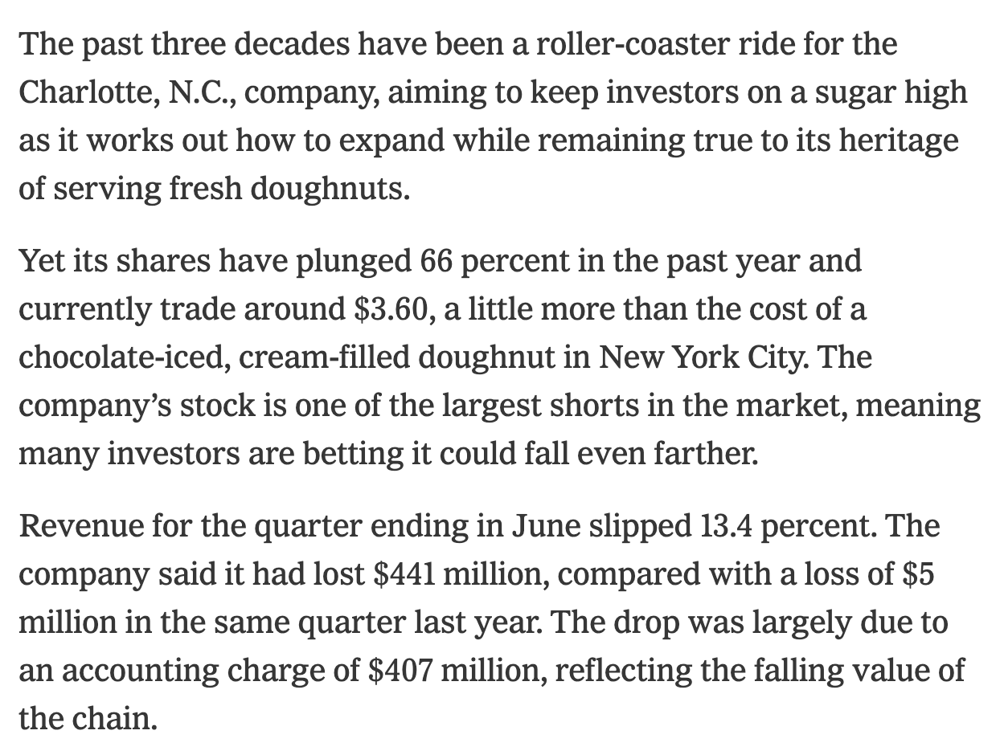 The past three decades have been a roller-coaster ride for the
Charlotte, N.C., company, aiming to keep investors on a sugar high
as it works out how to expand while remaining true to its heritage
of serving fresh doughnuts.
Yet its shares have plunged 66 percent in the past year and
currently trade around $3.60, a little more than the cost of a
chocolate-iced, cream-filled doughnut in New York City. The
company’s stock is one of the largest shorts in the market, meaning
many investors are betting it could fall even farther.
Revenue for the quarter ending in June slipped 13.4 percent. The
company said it had lost $441 million, compared with a loss of $5
million in the same quarter last year. The drop was largely due to
an accounting charge of $407 million, reflecting the falling value of
the chain.